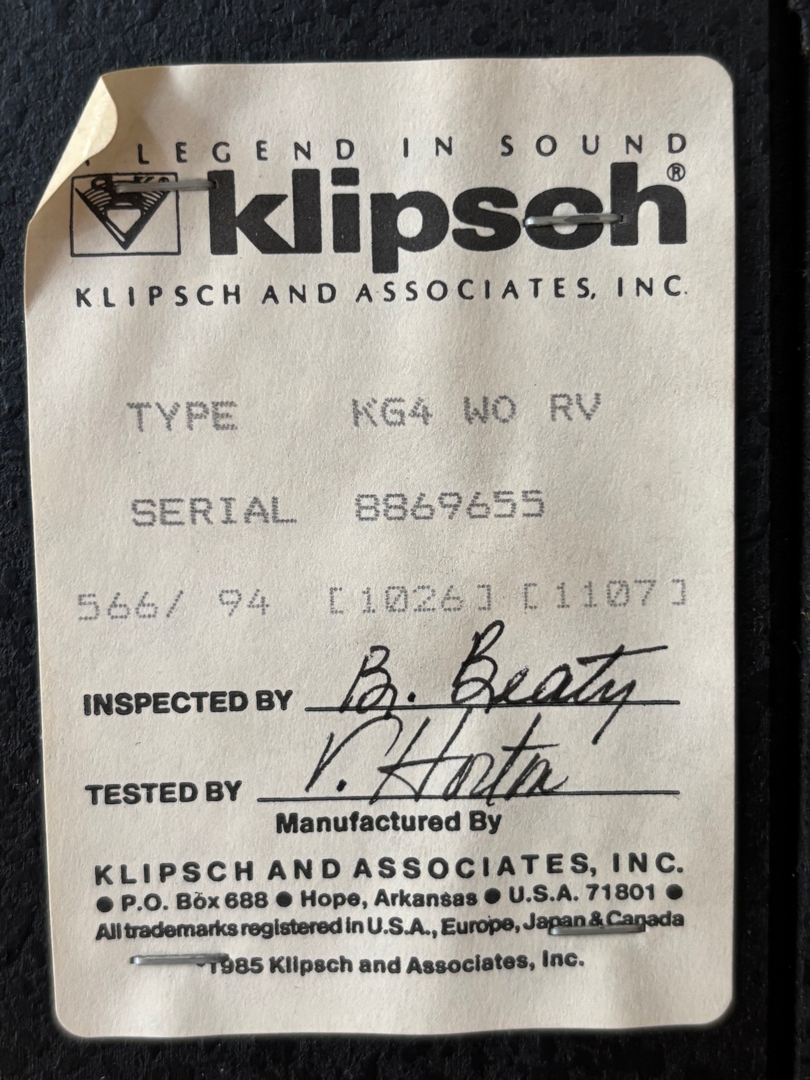 LEGEND IN SOUND
klipsch®
KLIPSCH AND ASSOCIATES, INC.
TYPE KG4 WO RV
SERIAL 8869655
566/ 94 [1026] [1107]
INSPECTED BY B. Beaty
TESTED BY V. Horton
Manufactured By
KLIPSCH AND ASSOCIATES, INC.
● P.O. Box 688 ● Hope, Arkansas ● U.S.A. 71801 ●
All trademarks registered in U.S.A., Europe, Japan & Canada
1985 Klipsch and Associates, Inc.